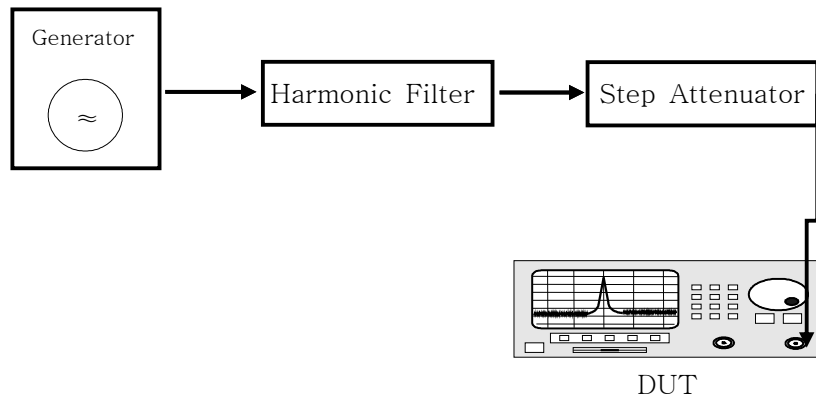 Generator
≈
Harmonic Filter
Step Attenuator
DUT